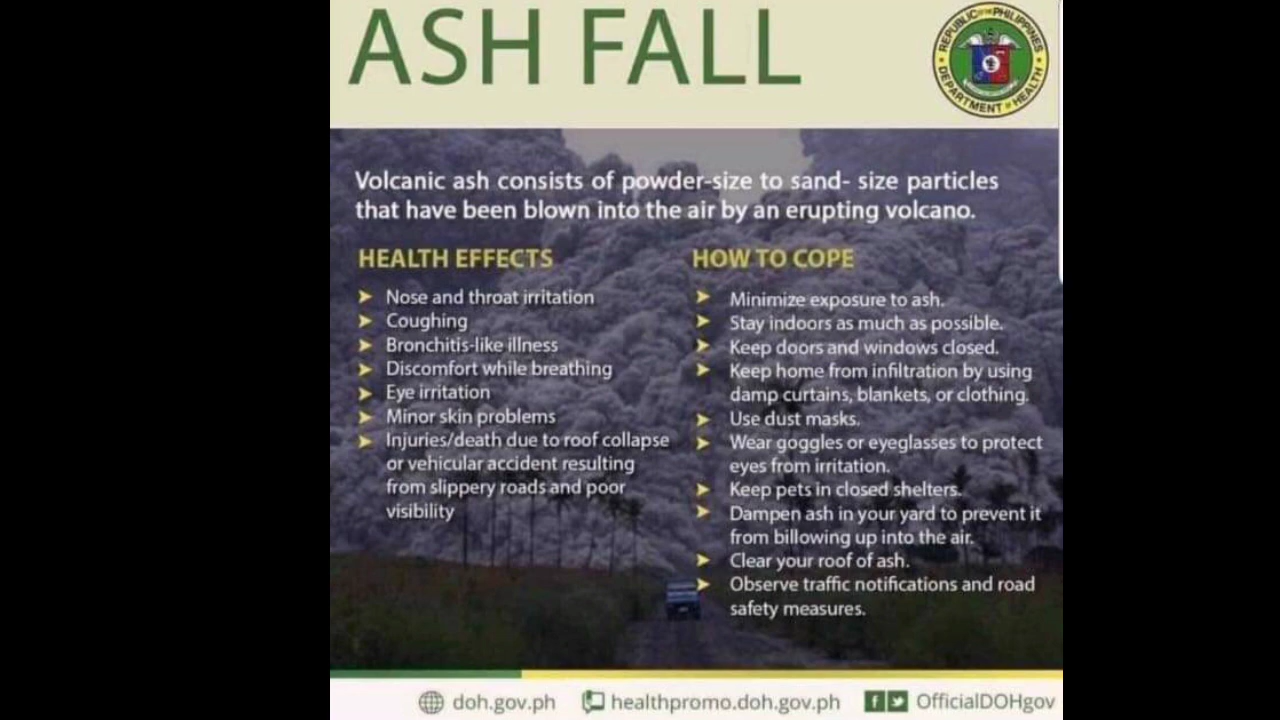 ASH FALL
REPUBLIC OF THE PHILIPPINES
DEPARTMENT OF HEALTH
Volcanic ash consists of powder-size to sand- size particles
that have been blown into the air by an erupting volcano.
HEALTH EFFECTS
Nose and throat irritation
Coughing
Bronchitis-like illness
Discomfort while breathing
Eye irritation
Minor skin problems
Injuries/death due to roof collapse
or vehicular accident resulting
from slippery roads and poor
visibility
HOW TO COPE
Minimize exposure to ash.
Stay indoors as much as possible.
Keep doors and windows closed.
Keep home from infiltration by using
damp curtains, blankets, or clothing.
Use dust masks.
Wear goggles or eyeglasses to protect
eyes from irritation.
Keep pets in closed shelters.
Dampen ash in your yard to prevent it
from billowing up into the air.
Clear your roof of ash.
Observe traffic notifications and road
safety measures.
doh.gov.ph
healthpromo.doh.gov.ph
OfficialDOHgov